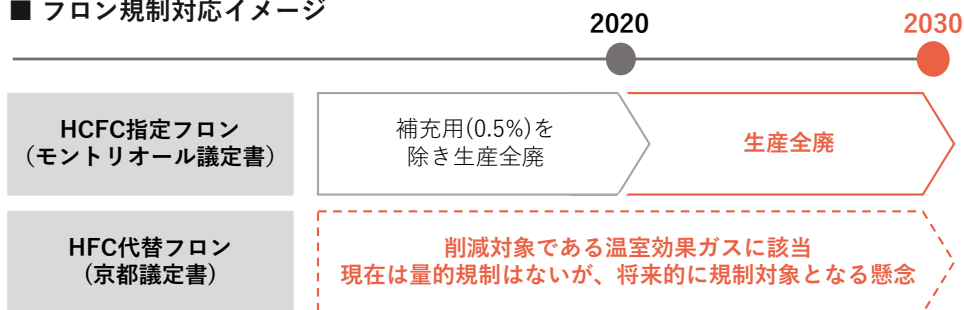 ■ フロン規制対応イメージ
2020
2030
HCFC指定フロン
（モントリオール議定書）
補充用(0.5%)を
除き生産全廃
生産全廃
HFC代替フロン
（京都議定書）
削減対象である温室効果ガスに該当
現在は量的規制はないが、将来的に規制対象となる懸念